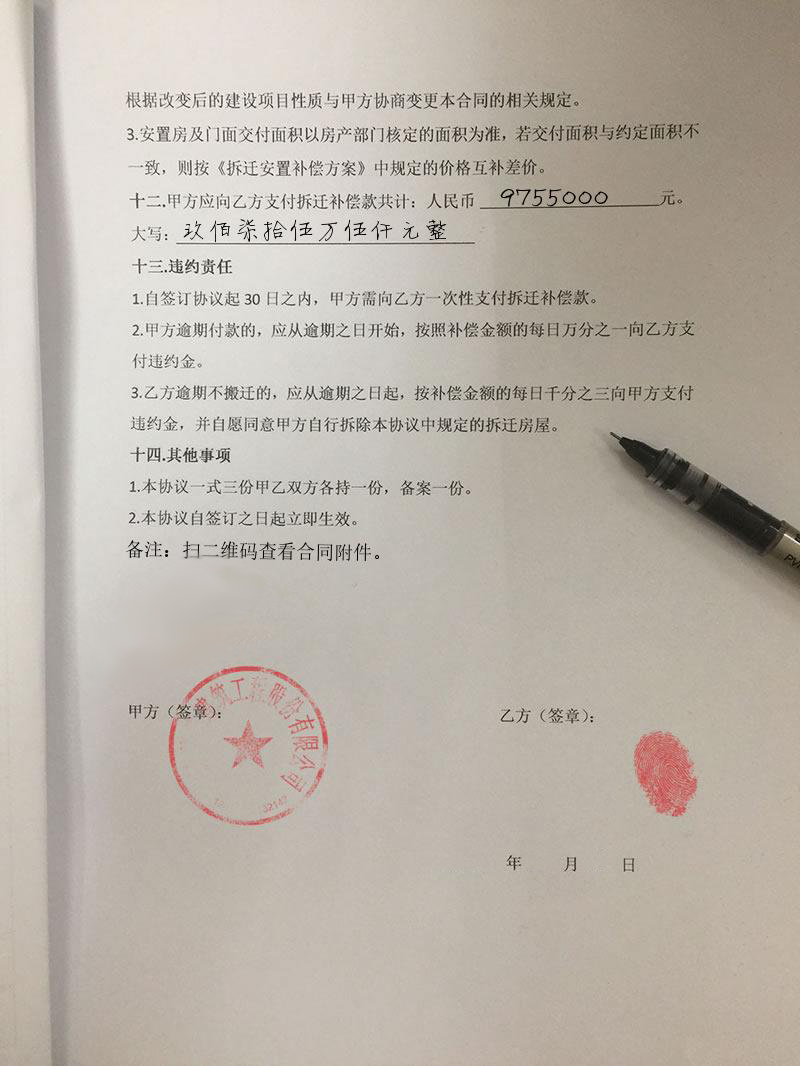 根据改变后的建设项目性质与甲方协商变更本合同的相关规定。
3.安置房及门面交付面积以房产部门核定的面积为准，若交付面积与约定面积不
一致，则按《拆迁安置补偿方案》中规定的价格互补差价。
十二.甲方应向乙方支付拆迁补偿款共计：人民币 9755000 元。
大写：玖佰柒拾伍万伍仟元整
十三.违约责任
1.自签订协议起 30 日之内，甲方需向乙方一次性支付拆迁补偿款。
2.甲方逾期付款的，应从逾期之日开始，按照补偿金额的每日万分之一向乙方支
付违约金。
3.乙方逾期不搬迁的，应从逾期之日起，按补偿金额的每日千分之三向甲方支付
违约金，并自愿同意甲方自行拆除本协议中规定的拆迁房屋。
十四.其他事项
1.本协议一式三份甲乙双方各持一份，备案一份。
2.本协议自签订之日起立即生效。
备注：扫二维码查看合同附件。
甲方（签章）：
乙方（签章）：
建筑工程股份有限公司
年 月 日